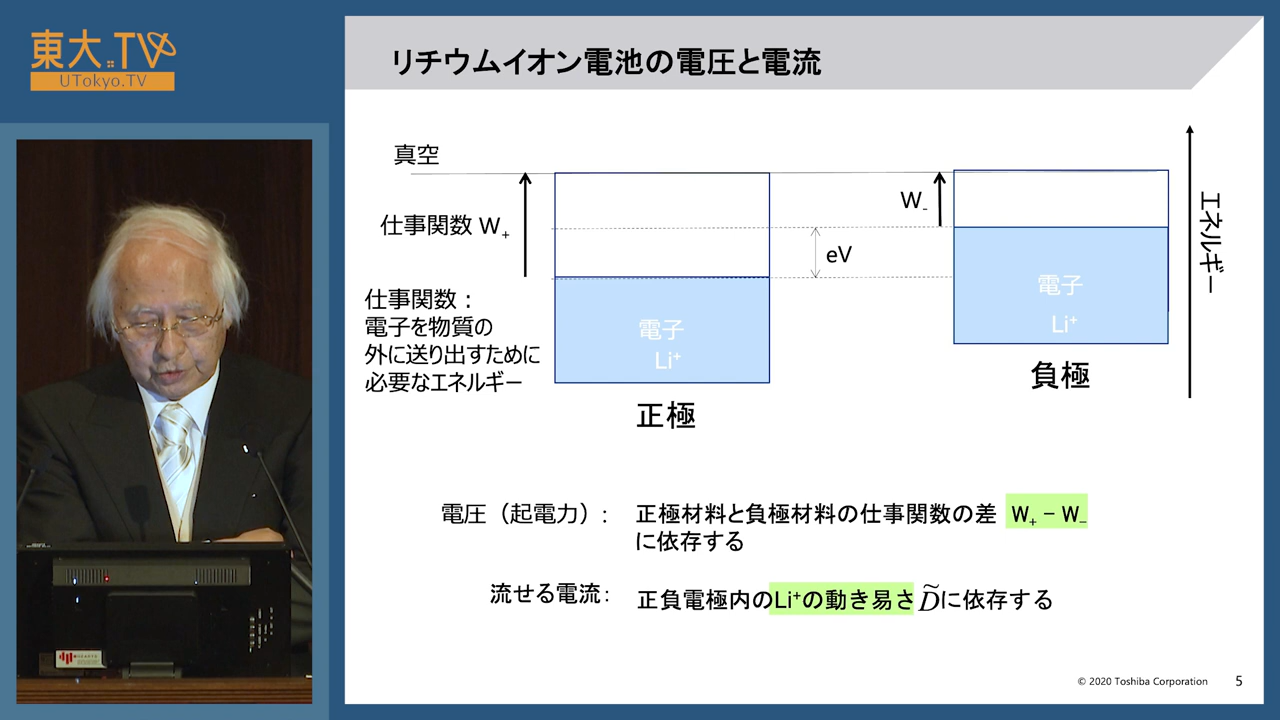 東大.TV
UTokyo.TV
リチウムイオン電池の電圧と電流
真空
仕事関数 W₊
W₋
eV
エネルギー
仕事関数：
電子を物質の
外に送り出すために
必要なエネルギー
電子
Li⁺
正極
電子
Li⁺
負極
電圧（起電力）: 正極材料と負極材料の仕事関数の差 W₊ − W₋
に依存する
流せる電流: 正負電極内のLi⁺の動き易さ D̃に依存する
© 2020 Toshiba Corporation 5